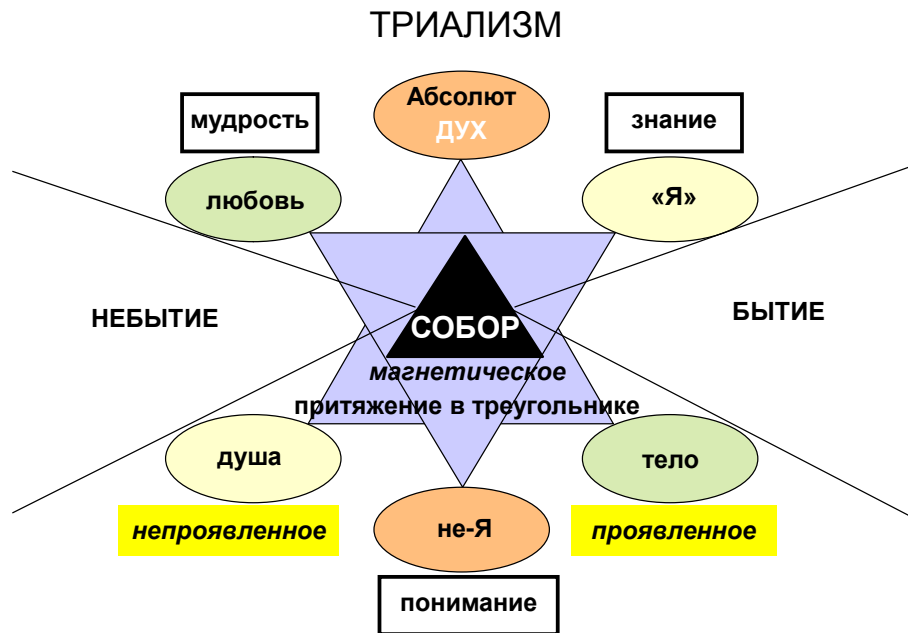 ТРИАЛИЗМ
Абсолют
ДУХ
мудрость
знание
любовь
«Я»
НЕБЫТИЕ
БЫТИЕ
СОБОР
магнетическое
притяжение в треугольнике
душа
тело
непроявленное
не-Я
проявленное
понимание